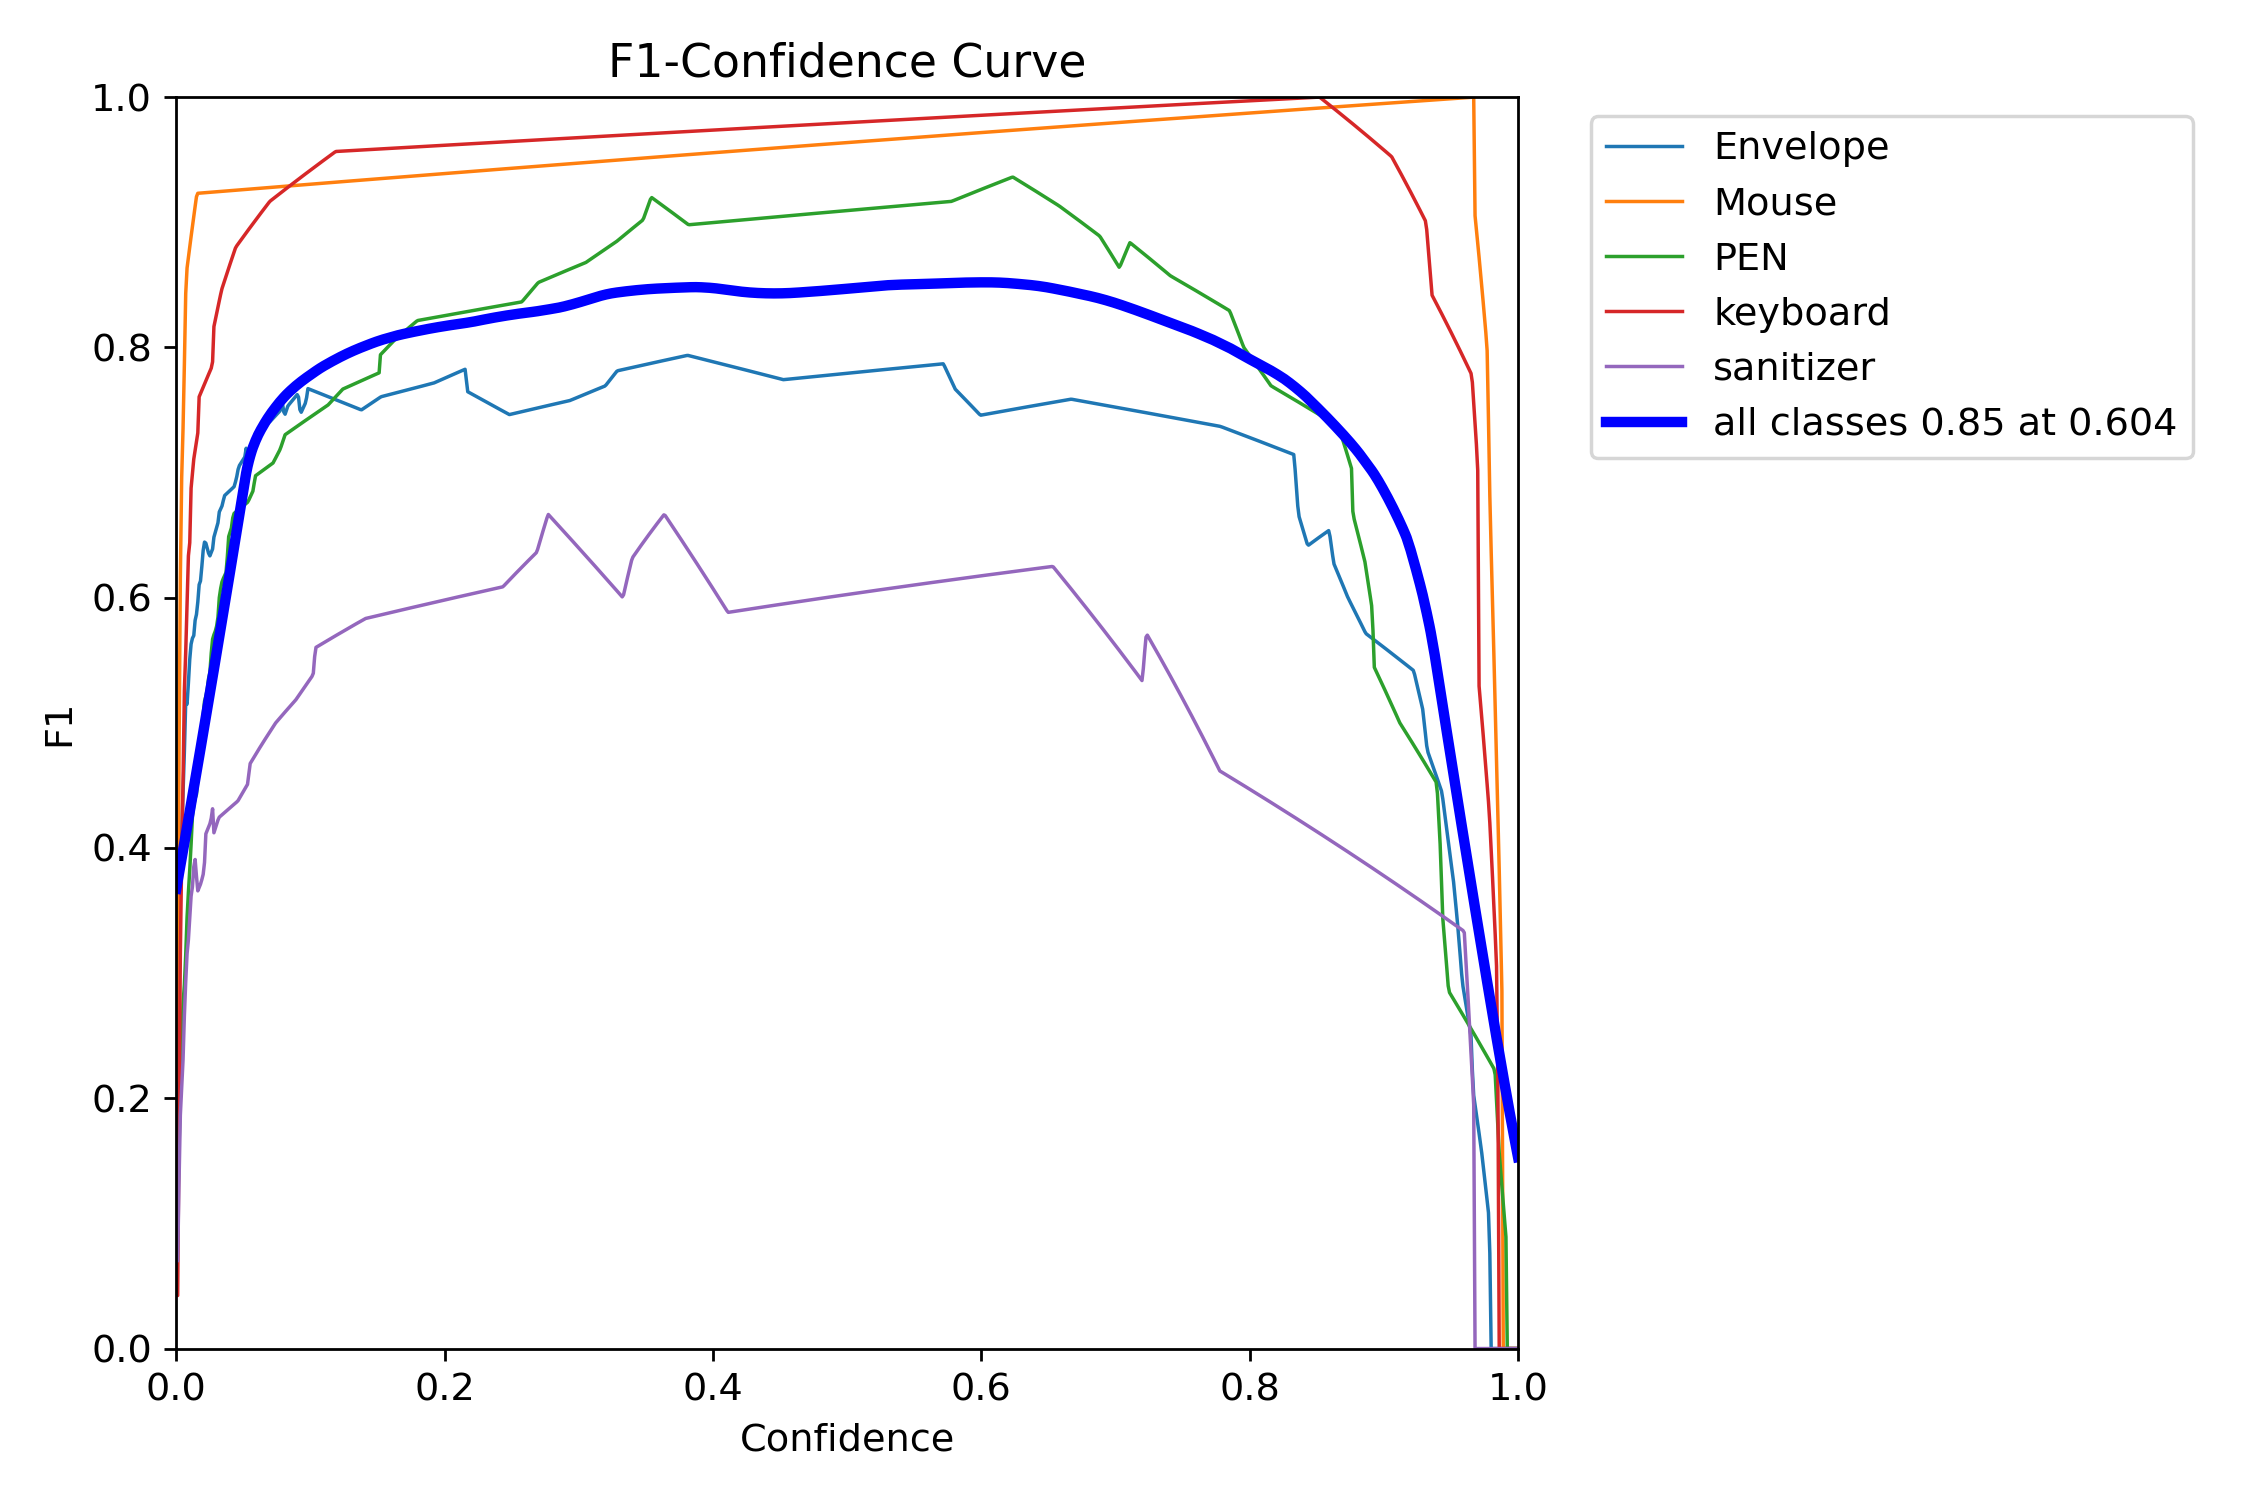 F1-Confidence Curve
1.0
0.8
0.6
0.4
0.2
0.0
F1
0.0 0.2 0.4 0.6 0.8 1.0
Confidence
Envelope
Mouse
PEN
keyboard
sanitizer
all classes 0.85 at 0.604